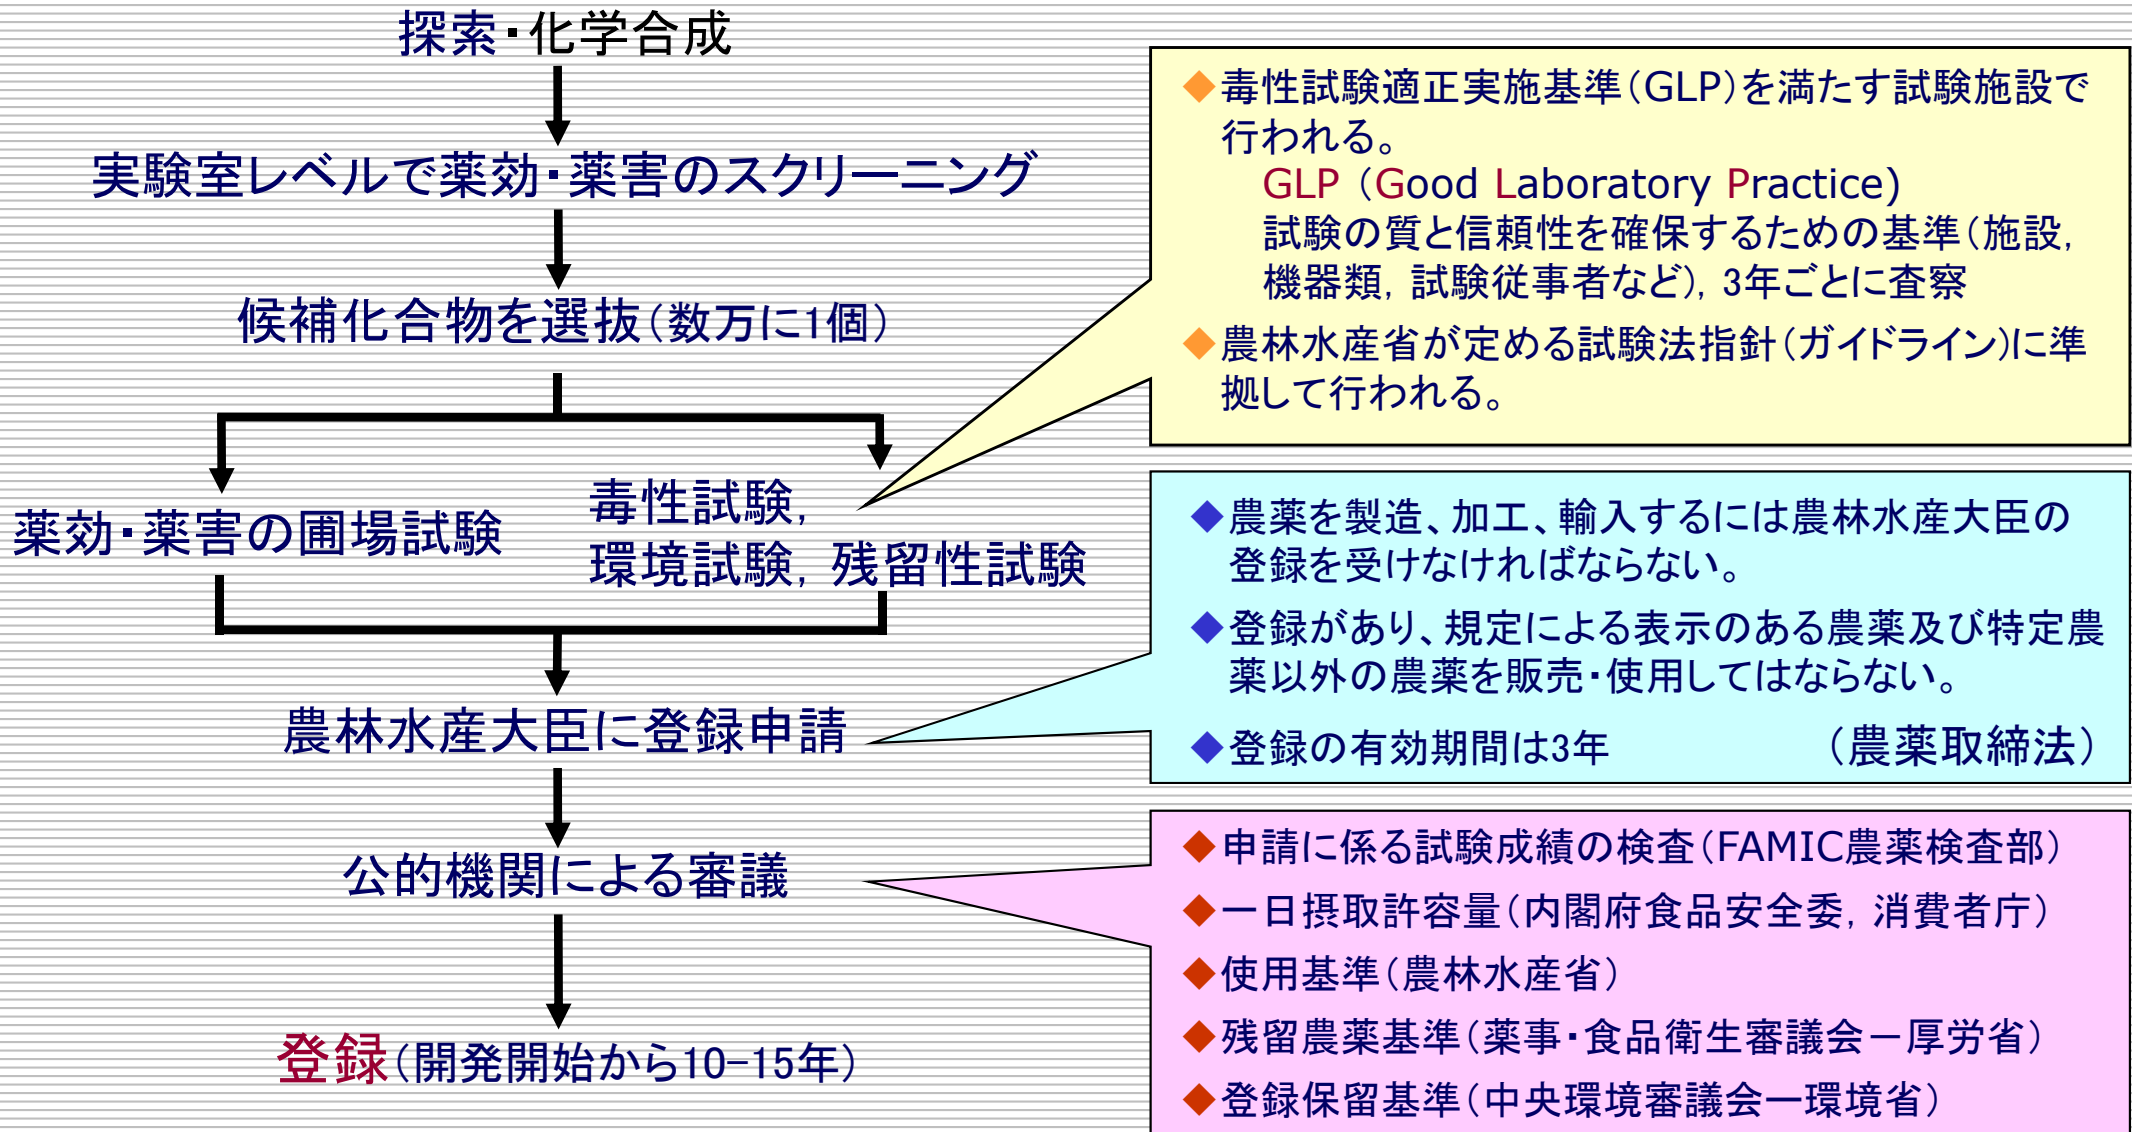 探索・化学合成
実験室レベルで薬効・薬害のスクリーニング
候補化合物を選抜（数万に1個）
薬効・薬害の圃場試験
毒性試験,
環境試験, 残留性試験
農林水産大臣に登録申請
公的機関による審議
登録（開発開始から10-15年）
◆毒性試験適正実施基準（GLP）を満たす試験施設で
行われる。
GLP （Good Laboratory Practice)
試験の質と信頼性を確保するための基準（施設,
機器類, 試験従事者など）, 3年ごとに査察
◆農林水産省が定める試験法指針（ガイドライン）に準
拠して行われる。
◆農薬を製造、加工、輸入するには農林水産大臣の
登録を受けなければならない。
◆登録があり、規定による表示のある農薬及び特定農
薬以外の農薬を販売・使用してはならない。
◆登録の有効期間は3年 （農薬取締法）
◆申請に係る試験成績の検査（FAMIC農薬検査部）
◆一日摂取許容量（内閣府食品安全委, 消費者庁）
◆使用基準（農林水産省）
◆残留農薬基準（薬事・食品衛生審議会－厚労省）
◆登録保留基準（中央環境審議会―環境省）